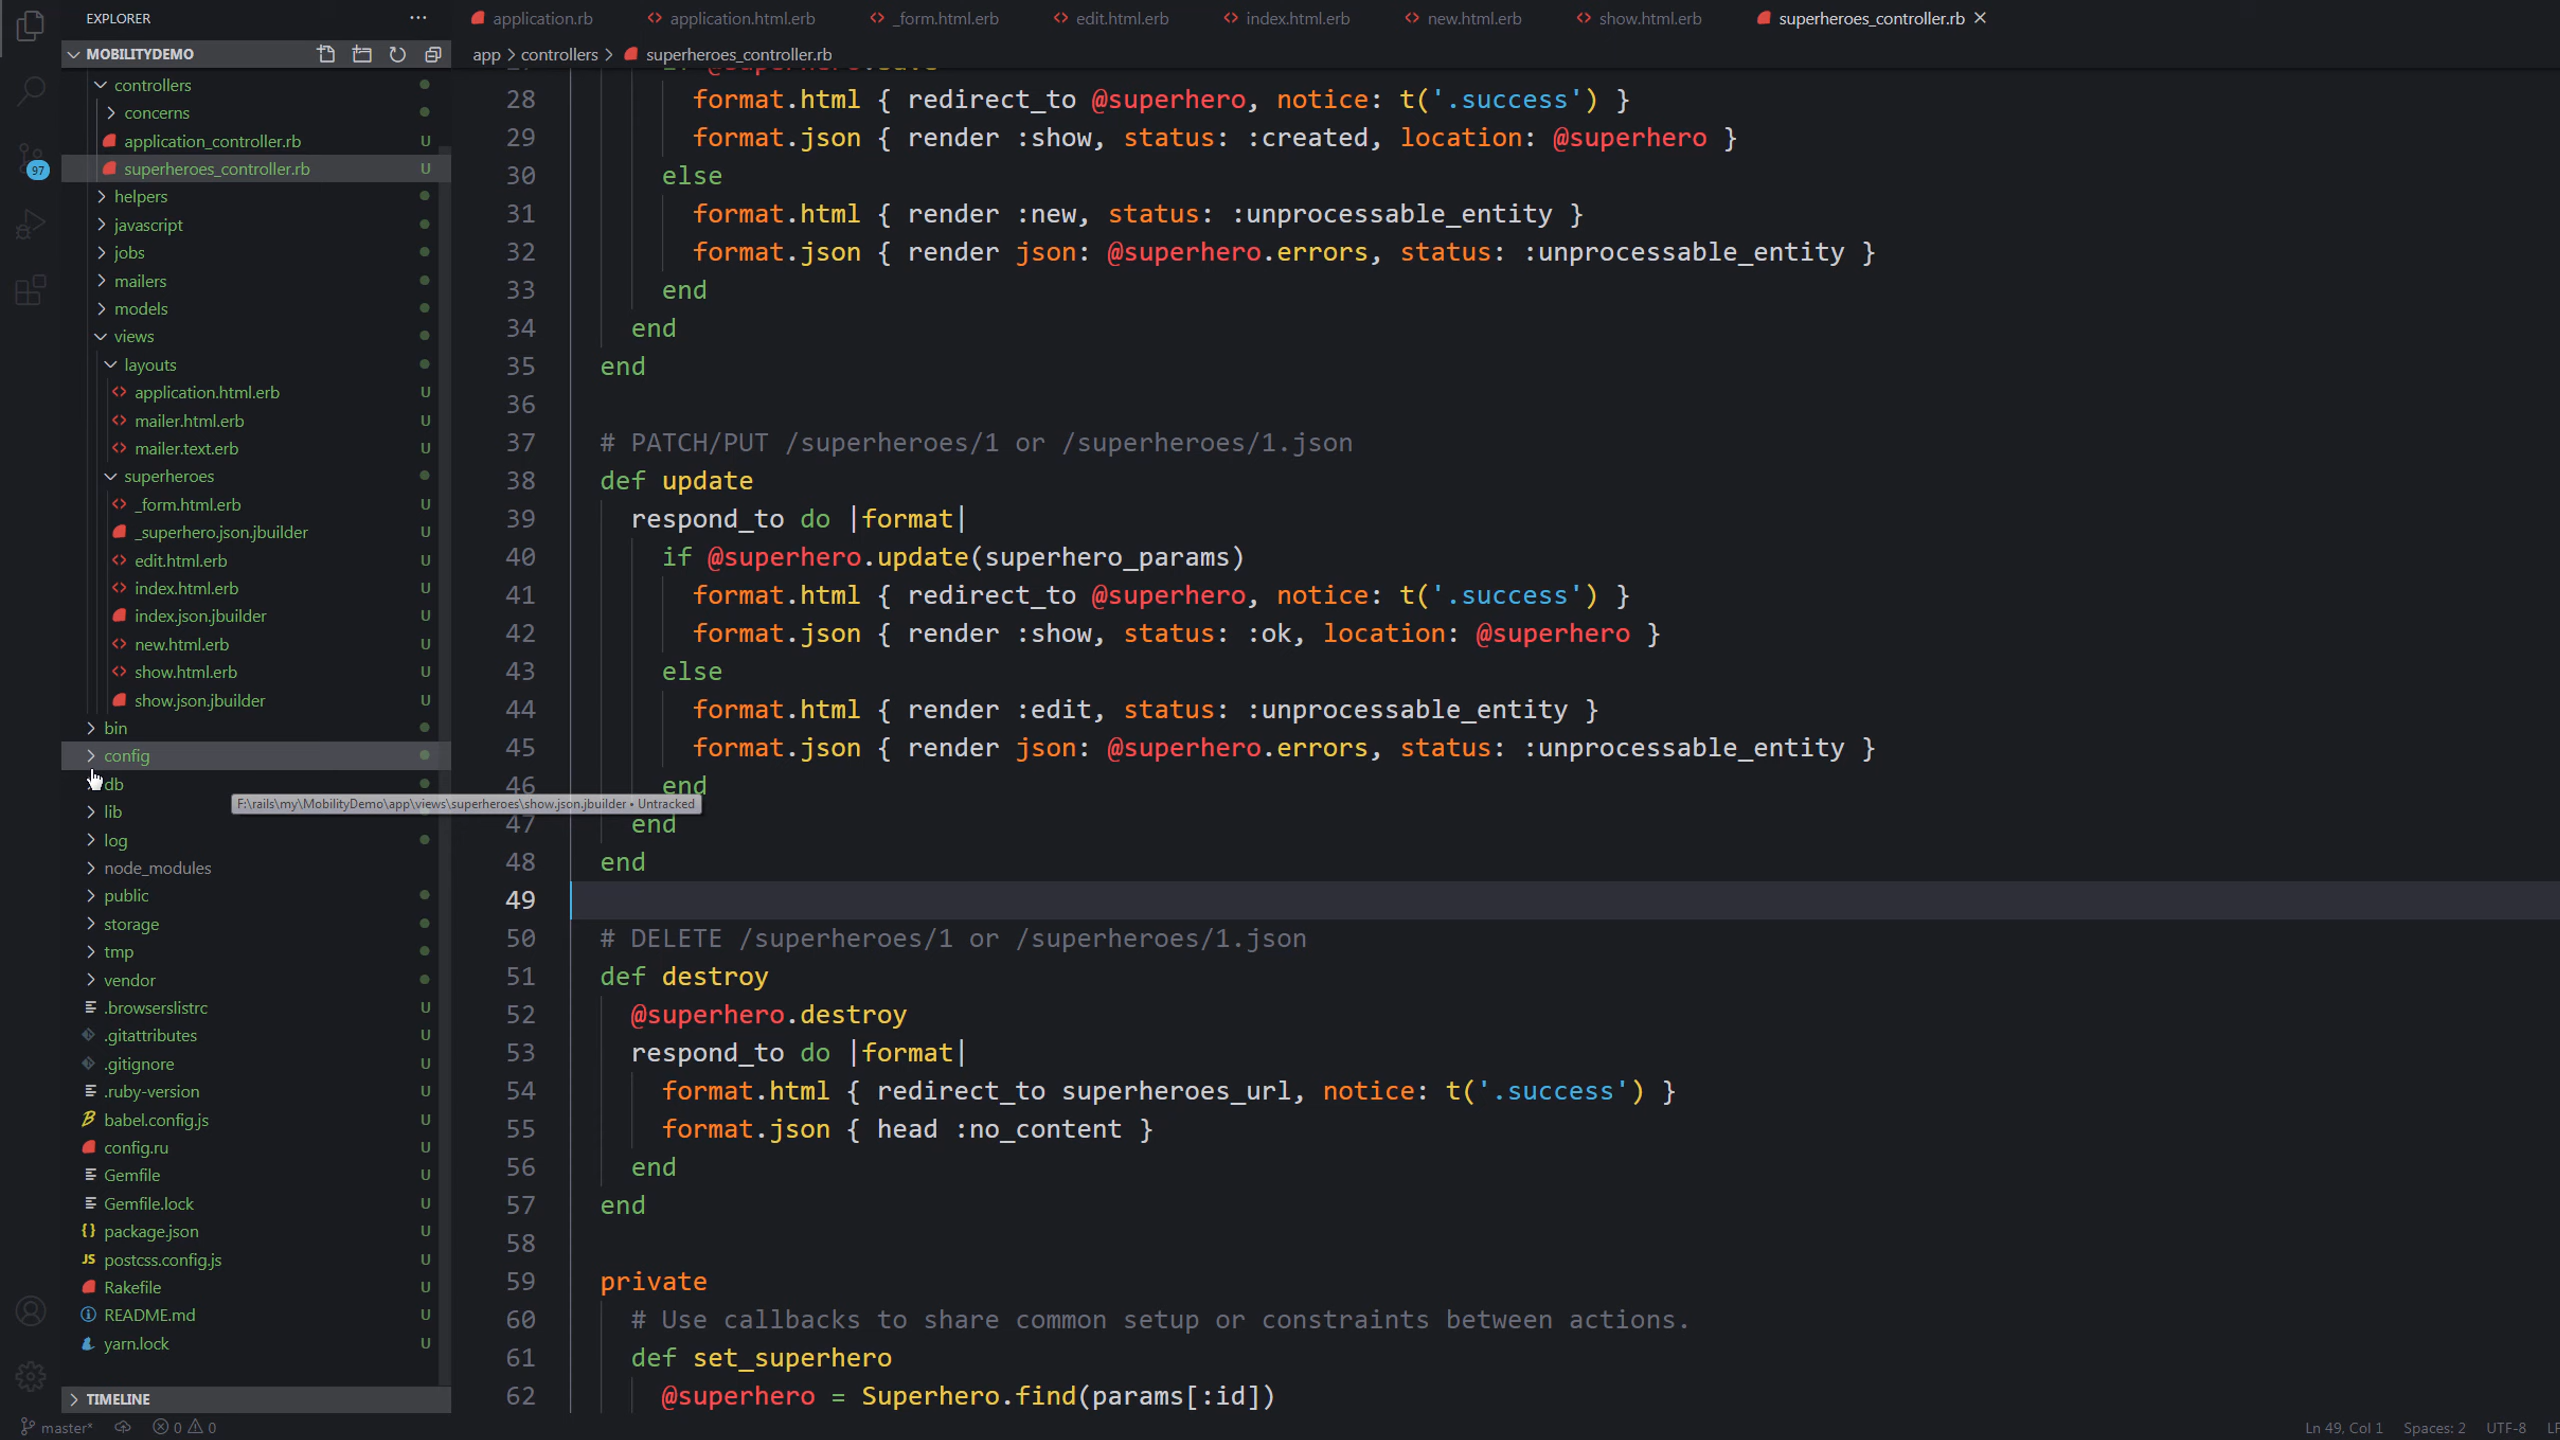 EXPLORER
MOBILITYDEMO
controllers
concerns
application_controller.rb U
superheroes_controller.rb U
helpers
javascript
jobs
mailers
models
views
layouts
application.html.erb U
mailer.html.erb U
mailer.text.erb U
superheroes
_form.html.erb U
_superhero.json.jbuilder U
edit.html.erb U
index.html.erb U
index.json.jbuilder U
new.html.erb U
show.html.erb U
show.json.jbuilder U
bin
config
db
F:\rails\my\MobilityDemo\app\views\superheroes\show.json.jbuilder • Untracked
lib
log
node_modules
public
storage
tmp
vendor
.browserslistrc U
.gitattributes U
.gitignore U
.ruby-version U
babel.config.js U
config.ru U
Gemfile U
Gemfile.lock U
package.json U
postcss.config.js U
Rakefile U
README.md U
yarn.lock U
TIMELINE
97
application.rb application.html.erb _form.html.erb edit.html.erb index.html.erb new.html.erb show.html.erb superheroes_controller.rb
app > controllers > superheroes_controller.rb
28 format.html { redirect_to @superhero, notice: t('.success') }
29 format.json { render :show, status: :created, location: @superhero }
30 else
31 format.html { render :new, status: :unprocessable_entity }
32 format.json { render json: @superhero.errors, status: :unprocessable_entity }
33 end
34 end
35 end
36
37 # PATCH/PUT /superheroes/1 or /superheroes/1.json
38 def update
39 respond_to do |format|
40 if @superhero.update(superhero_params)
41 format.html { redirect_to @superhero, notice: t('.success') }
42 format.json { render :show, status: :ok, location: @superhero }
43 else
44 format.html { render :edit, status: :unprocessable_entity }
45 format.json { render json: @superhero.errors, status: :unprocessable_entity }
46 end
47 end
48 end
49
50 # DELETE /superheroes/1 or /superheroes/1.json
51 def destroy
52 @superhero.destroy
53 respond_to do |format|
54 format.html { redirect_to superheroes_url, notice: t('.success') }
55 format.json { head :no_content }
56 end
57 end
58
59 private
60 # Use callbacks to share common setup or constraints between actions.
61 def set_superhero
62 @superhero = Superhero.find(params[:id])
master* 0 0 Ln 49, Col 1 Spaces: 2 UTF-8